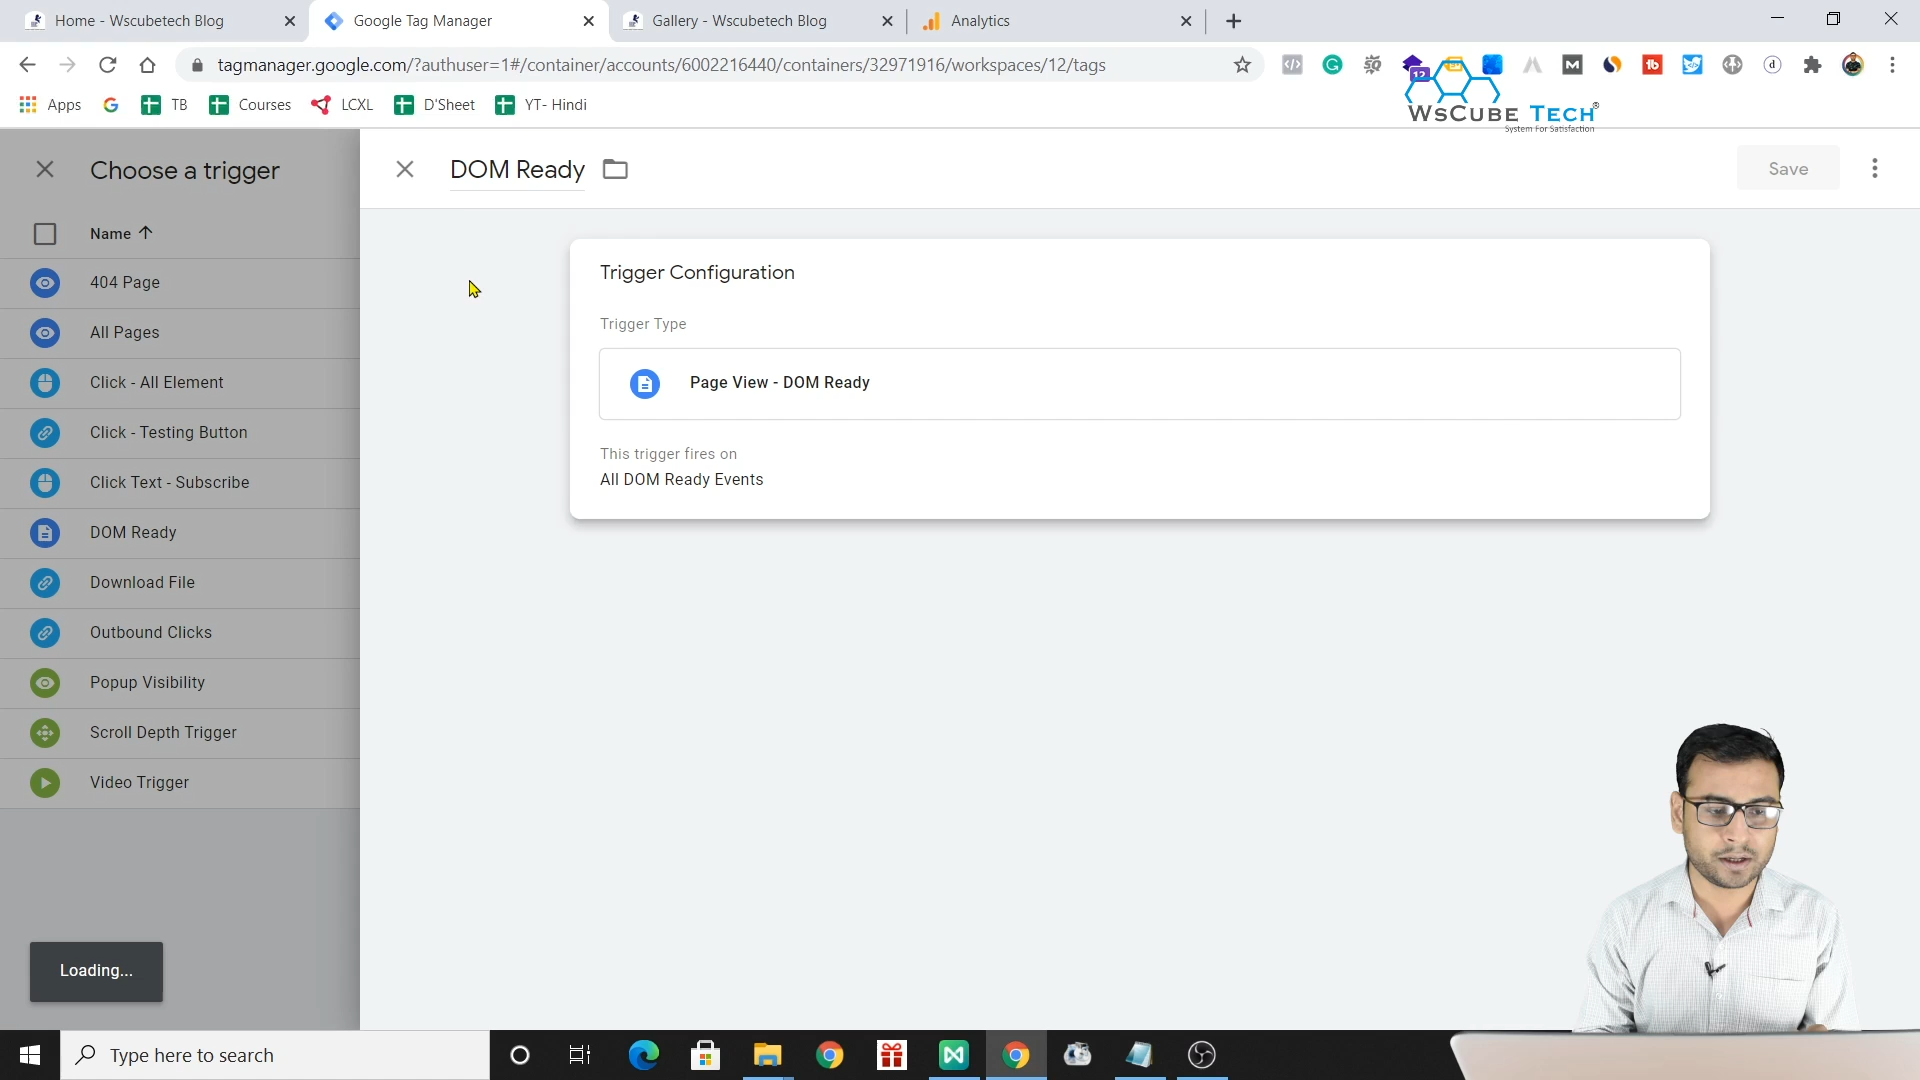 Home - Wscubetech Blog
Google Tag Manager
Gallery - Wscubetech Blog
Analytics
tagmanager.google.com/?authuser=1#/container/accounts/6002216440/containers/32971916/workspaces/12/tags
Apps
TB
Courses
LCXL
D'Sheet
YT- Hindi
12
WSCUBE TECH®
System For Satisfaction
Choose a trigger
Name
404 Page
All Pages
Click - All Element
Click - Testing Button
Click Text - Subscribe
DOM Ready
Download File
Outbound Clicks
Popup Visibility
Scroll Depth Trigger
Video Trigger
Loading...
DOM Ready
Save
Trigger Configuration
Trigger Type
Page View - DOM Ready
This trigger fires on
All DOM Ready Events
Type here to search